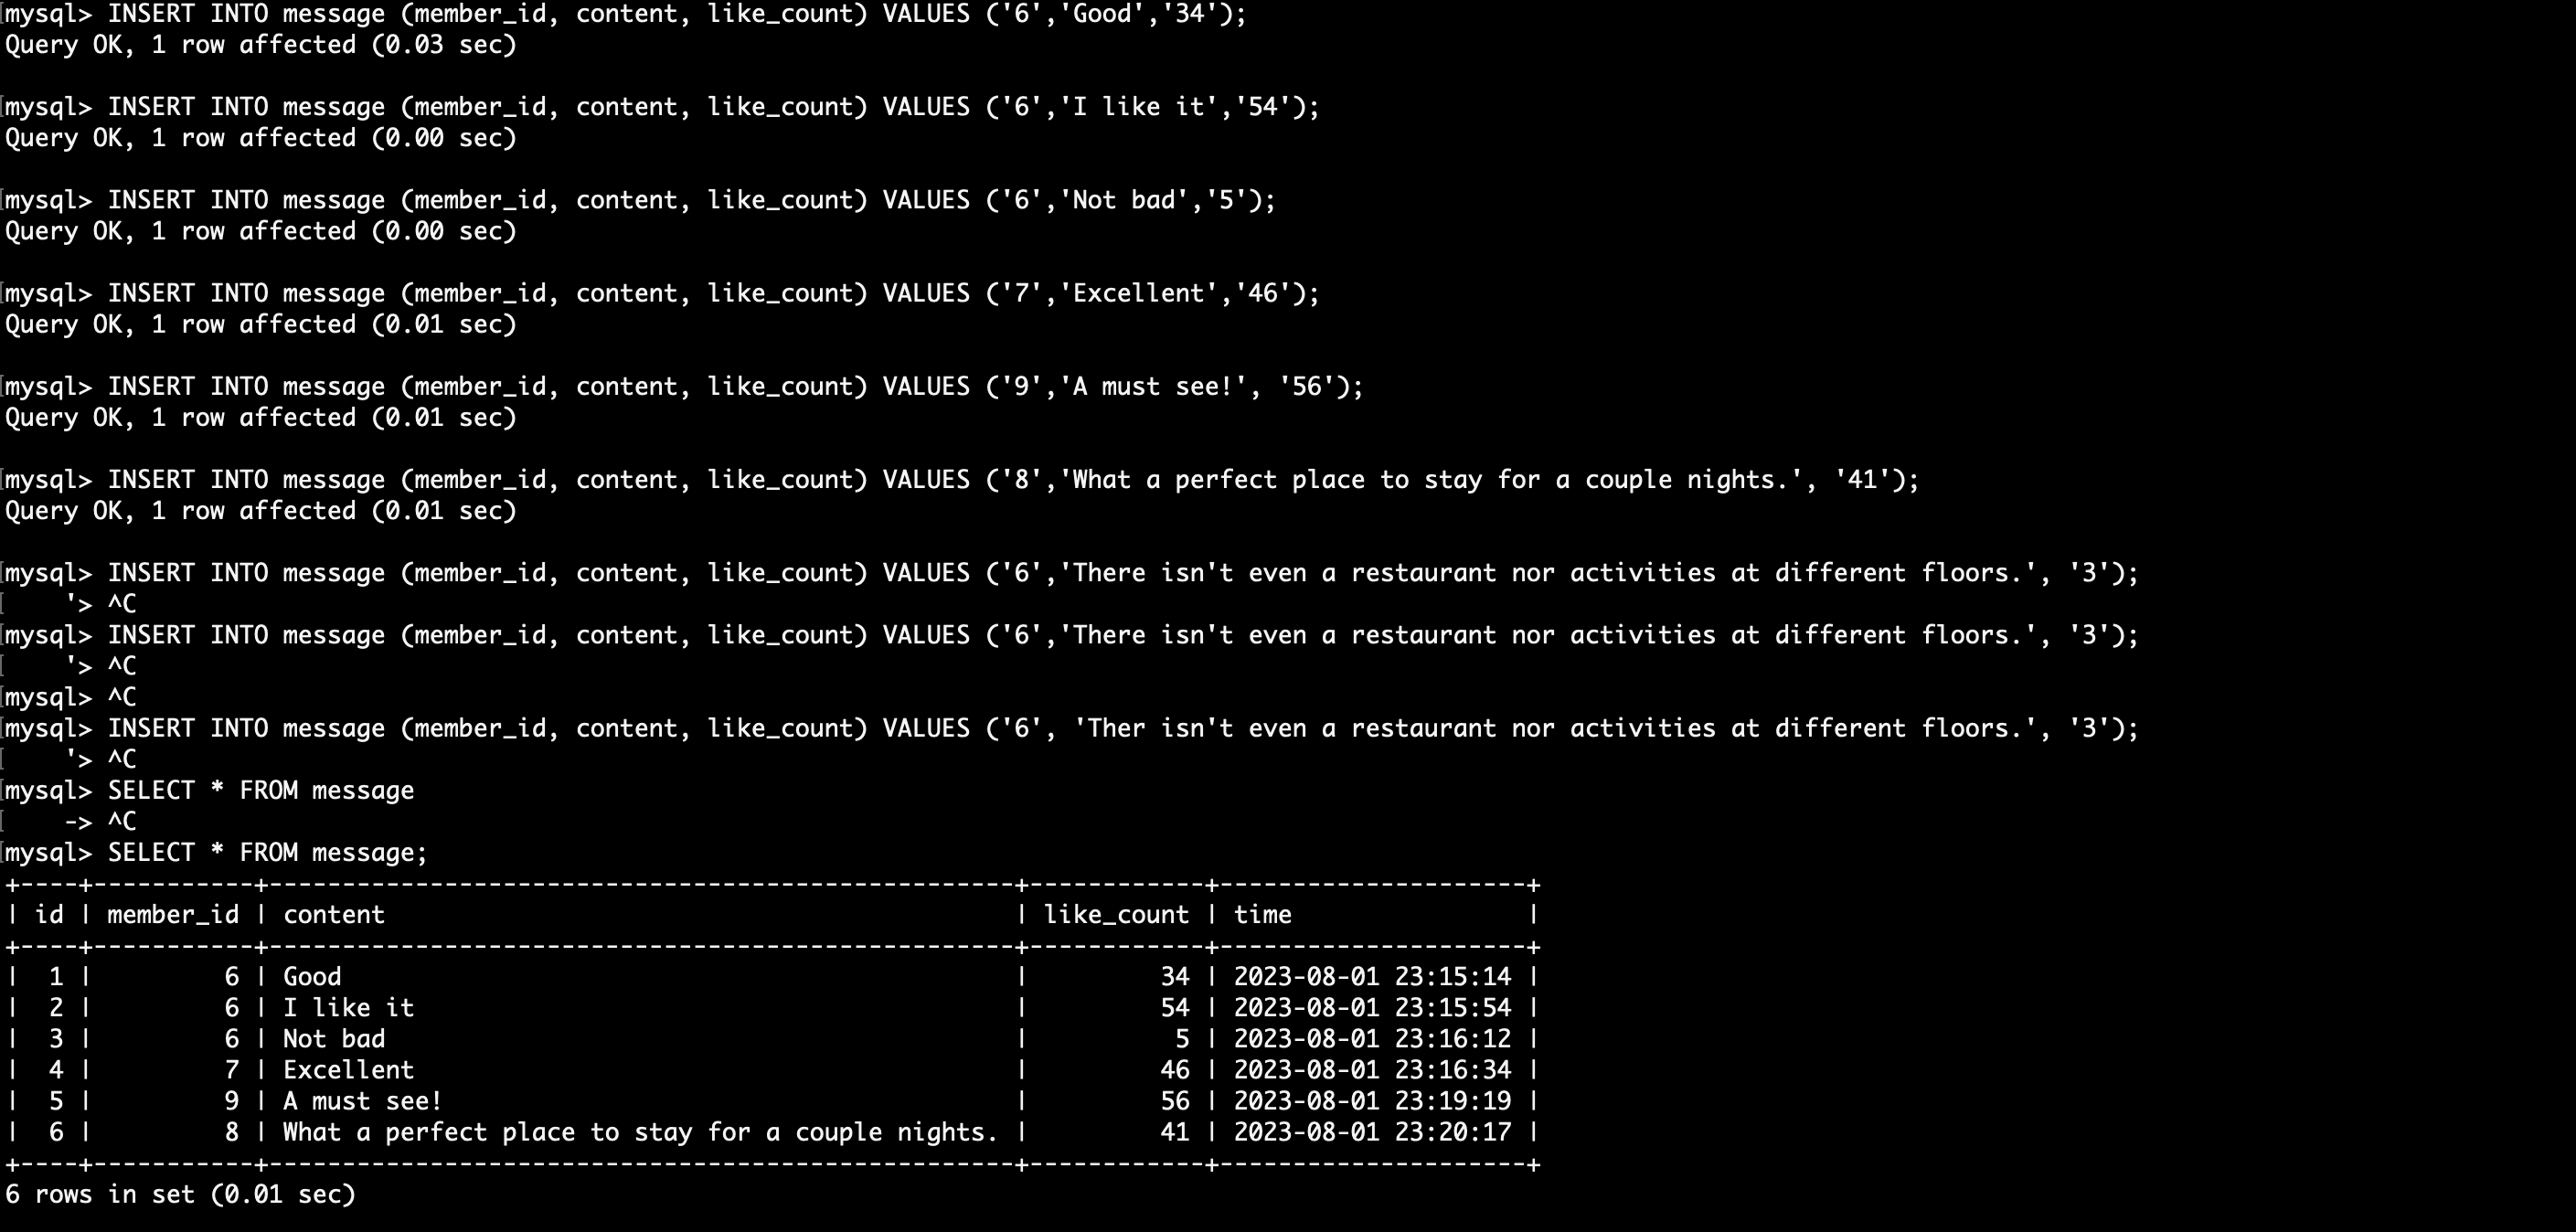 mysql> INSERT INTO message (member_id, content, like_count) VALUES ('6','Good','34');
Query OK, 1 row affected (0.03 sec)

mysql> INSERT INTO message (member_id, content, like_count) VALUES ('6','I like it','54');
Query OK, 1 row affected (0.00 sec)

mysql> INSERT INTO message (member_id, content, like_count) VALUES ('6','Not bad','5');
Query OK, 1 row affected (0.00 sec)

mysql> INSERT INTO message (member_id, content, like_count) VALUES ('7','Excellent','46');
Query OK, 1 row affected (0.01 sec)

mysql> INSERT INTO message (member_id, content, like_count) VALUES ('9','A must see!', '56');
Query OK, 1 row affected (0.01 sec)

mysql> INSERT INTO message (member_id, content, like_count) VALUES ('8','What a perfect place to stay for a couple nights.', '41');
Query OK, 1 row affected (0.01 sec)

mysql> INSERT INTO message (member_id, content, like_count) VALUES ('6','There isn't even a restaurant nor activities at different floors.', '3');
    '> ^C
mysql> INSERT INTO message (member_id, content, like_count) VALUES ('6','There isn't even a restaurant nor activities at different floors.', '3');
    '> ^C
mysql> ^C
mysql> INSERT INTO message (member_id, content, like_count) VALUES ('6', 'Ther isn't even a restaurant nor activities at different floors.', '3');
    '> ^C
mysql> SELECT * FROM message
    -> ^C
mysql> SELECT * FROM message;
+----+-----------+---------------------------------------------------+------------+---------------------+
| id | member_id | content                                           | like_count | time                |
+----+-----------+---------------------------------------------------+------------+---------------------+
|  1 |         6 | Good                                              |         34 | 2023-08-01 23:15:14 |
|  2 |         6 | I like it                                         |         54 | 2023-08-01 23:15:54 |
|  3 |         6 | Not bad                                           |          5 | 2023-08-01 23:16:12 |
|  4 |         7 | Excellent                                         |         46 | 2023-08-01 23:16:34 |
|  5 |         9 | A must see!                                       |         56 | 2023-08-01 23:19:19 |
|  6 |         8 | What a perfect place to stay for a couple nights. |         41 | 2023-08-01 23:20:17 |
+----+-----------+---------------------------------------------------+------------+---------------------+
6 rows in set (0.01 sec)